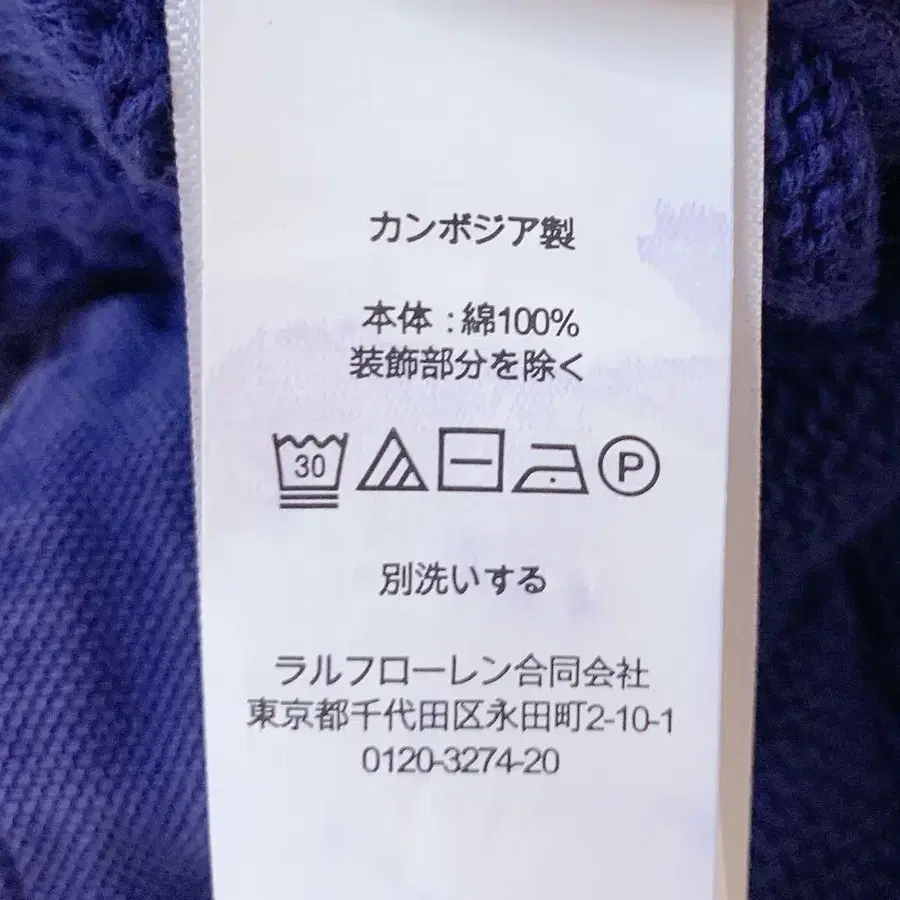 カンボジア製
本体 : 綿100%
装飾部分を除く
30 P
別洗いする
ラルフローレン合同会社
東京都千代田区永田町2-10-1
0120-3274-20